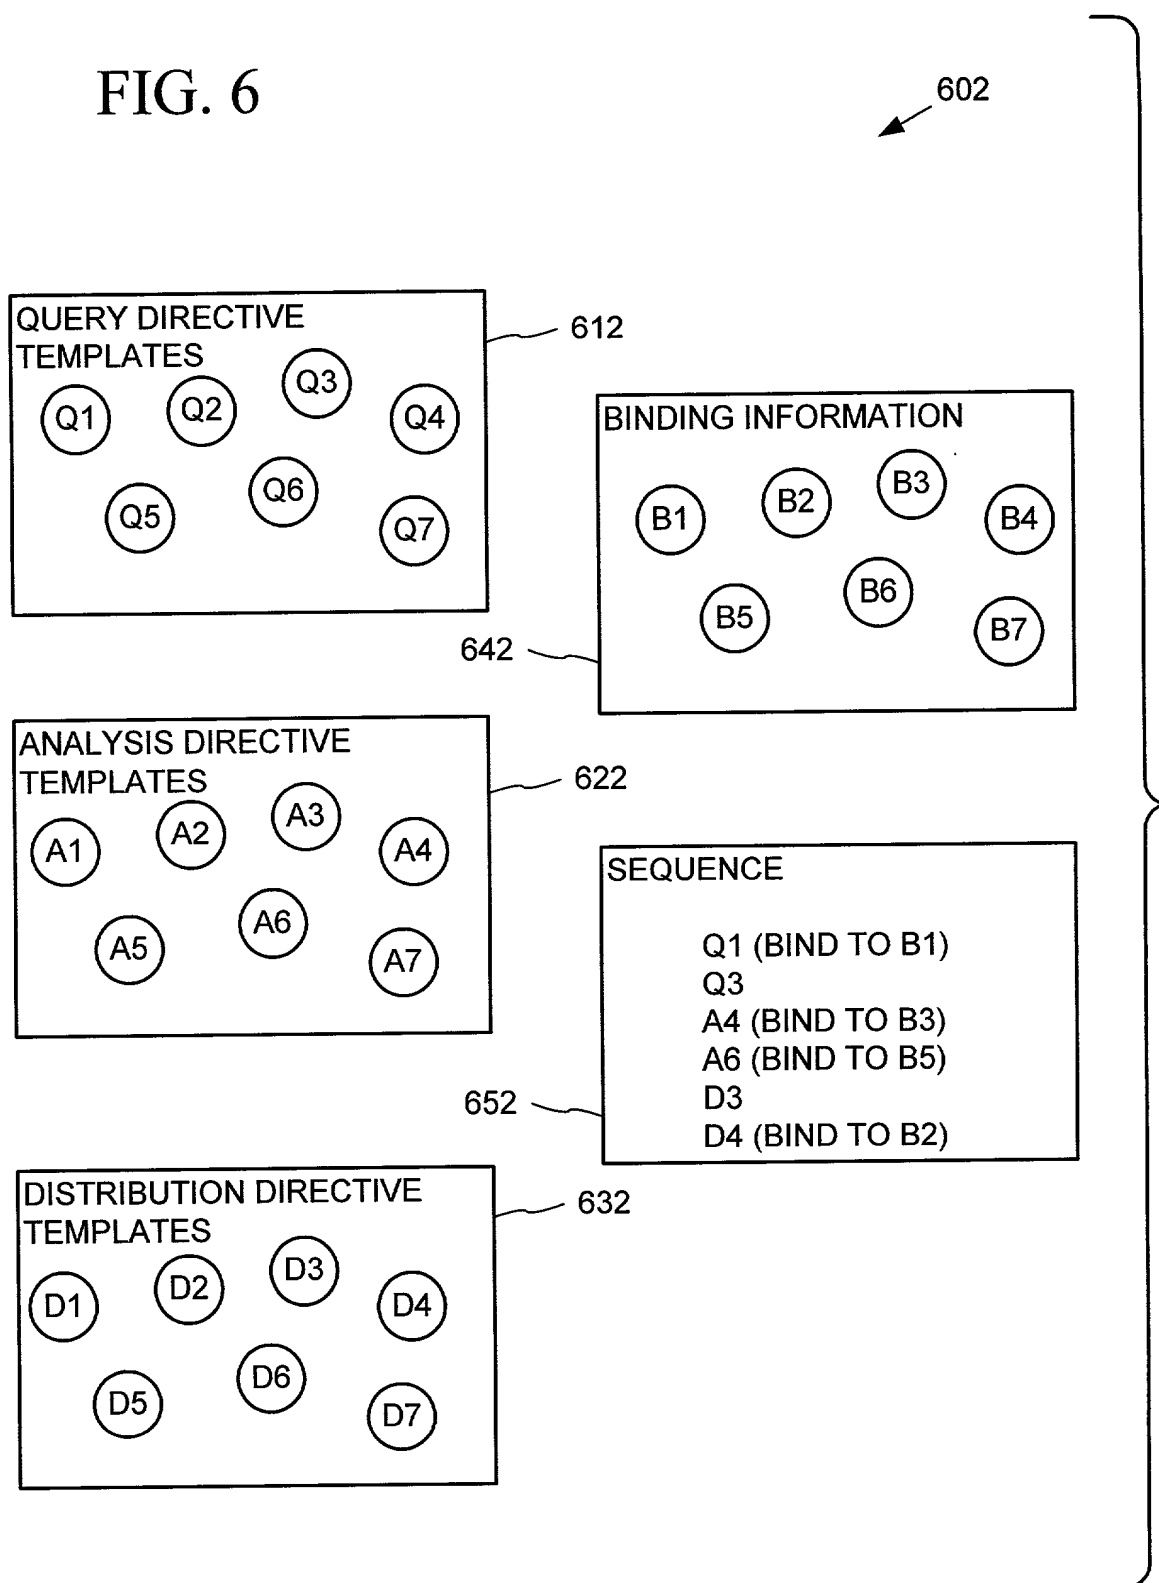 FIG. 6
602
QUERY DIRECTIVE
TEMPLATES
Q1
Q2
Q3
Q4
Q5
Q6
Q7
612
BINDING INFORMATION
B1
B2
B3
B4
B5
B6
B7
642
ANALYSIS DIRECTIVE
TEMPLATES
A1
A2
A3
A4
A5
A6
A7
622
SEQUENCE
Q1 (BIND TO B1)
Q3
A4 (BIND TO B3)
A6 (BIND TO B5)
D3
D4 (BIND TO B2)
652
DISTRIBUTION DIRECTIVE
TEMPLATES
D1
D2
D3
D4
D5
D6
D7
632